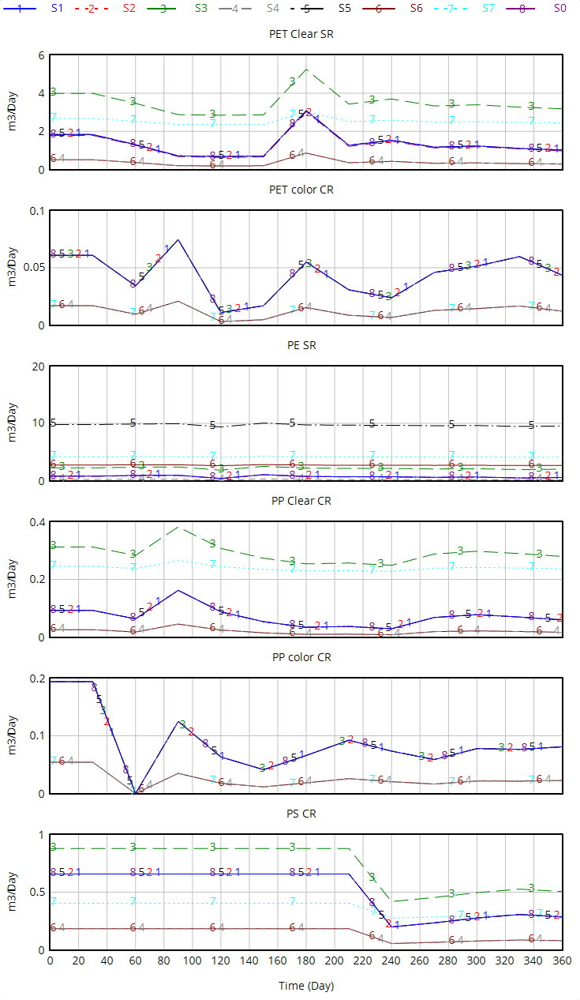 1 S1 2 S2 3 S3 4 S4 5 S5 6 S6 7 S7 8 S0
PET Clear SR
6
4
2
0
m3/Day
PET color CR
0.1
0.05
0
m3/Day
PE SR
20
10
0
m3/Day
PP Clear CR
0.4
0.2
0
m3/Day
PP color CR
0.2
0.1
0
m3/Day
PS CR
1
0.5
0
m3/Day
0 20 40 60 80 100 120 140 160 180 200 220 240 260 280 300 320 340 360
Time (Day)